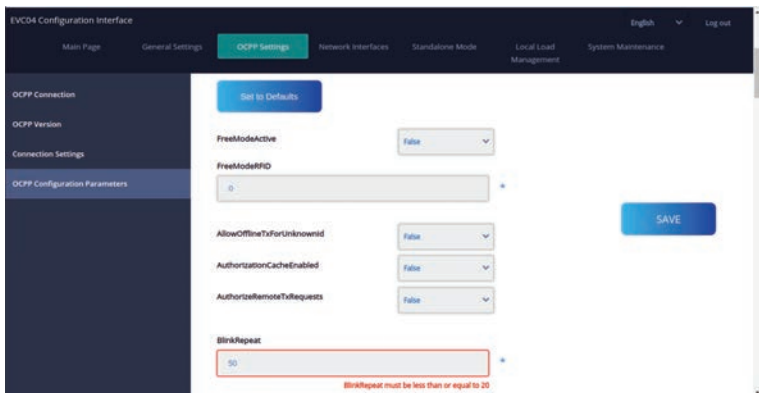 EVC04 Configuration Interface
English
Log out
Main Page
General Settings
OCPP Settings
Network Interfaces
Standalone Mode
Local Load
Management
System Maintenance
OCPP Connection
OCPP Version
Connection Settings
OCPP Configuration Parameters
Set to Defaults
FreeModeActive
False
FreeModeRFID
0
*
SAVE
AllowOfflineTxForUnknownId
False
AuthorizationCacheEnabled
False
AuthorizeRemoteTxRequests
False
BlinkRepeat
50
*
BlinkRepeat must be less than or equal to 20